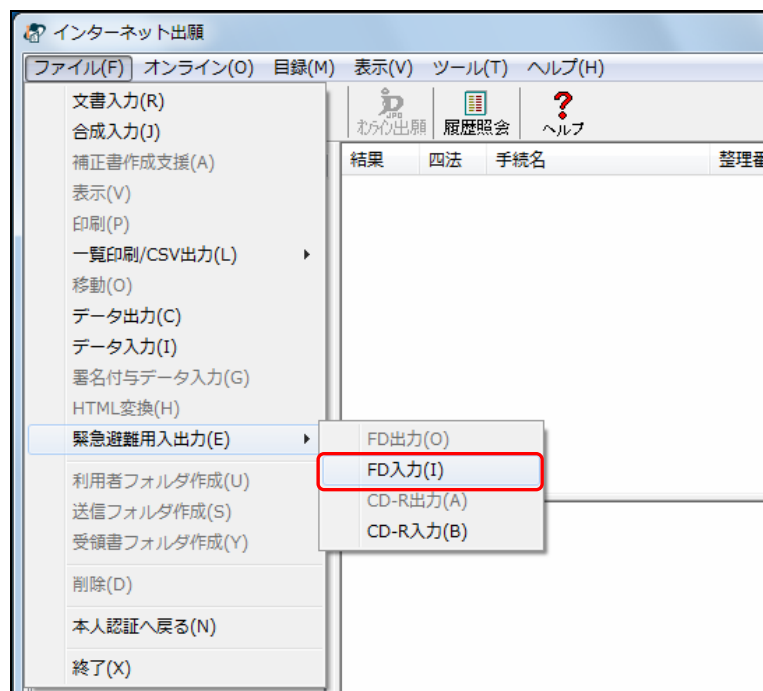 インターネット出願
ファイル(F) オンライン(O) 目録(M) 表示(V) ツール(T) ヘルプ(H)
文書入力(R)
合成入力(J)
補正書作成支援(A)
表示(V)
印刷(P)
一覧印刷/CSV出力(L)
移動(O)
データ出力(C)
データ入力(I)
署名付与データ入力(G)
HTML変換(H)
緊急避難用入出力(E)
利用者フォルダ作成(U)
送信フォルダ作成(S)
受領書フォルダ作成(Y)
削除(D)
本人認証へ戻る(N)
終了(X)
FD出力(O)
FD入力(I)
CD-R出力(A)
CD-R入力(B)
JPO
オンライン出願 履歴照会 ヘルプ
結果 四法 手続名 整理